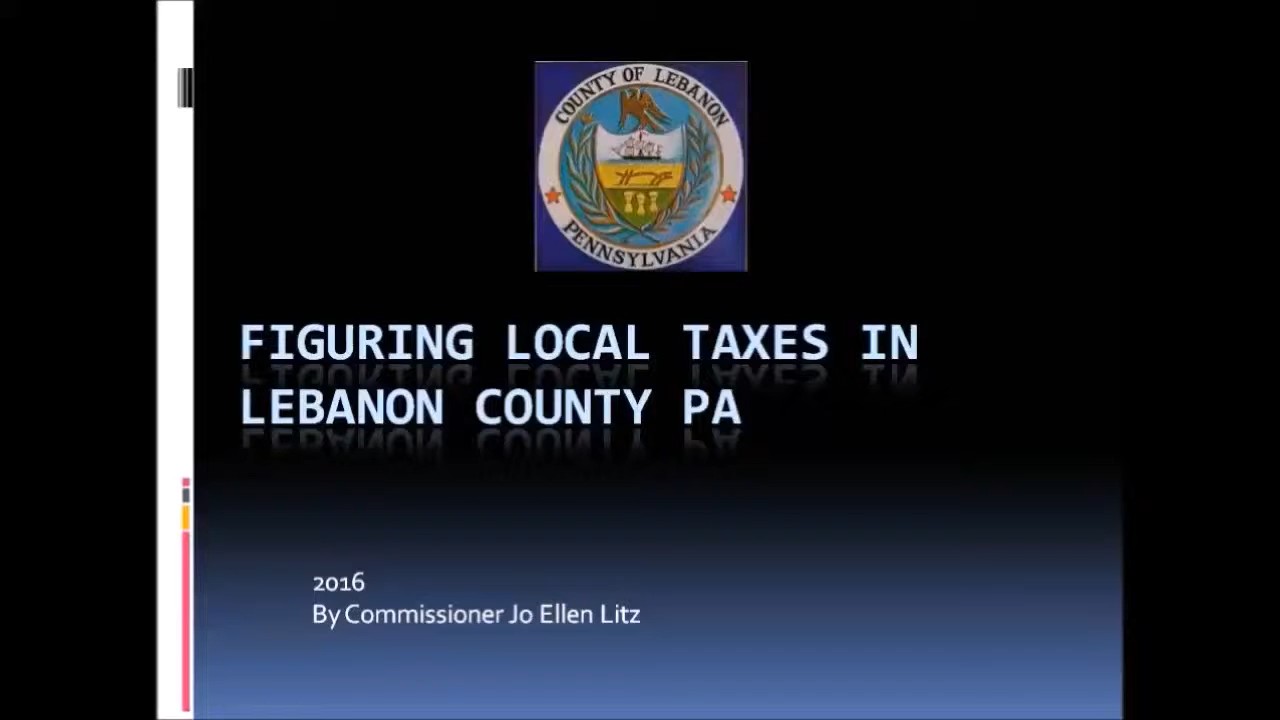 COUNTY OF LEBANON
PENNSYLVANIA
FIGURING LOCAL TAXES IN
LEBANON COUNTY PA
2016
By Commissioner Jo Ellen Litz